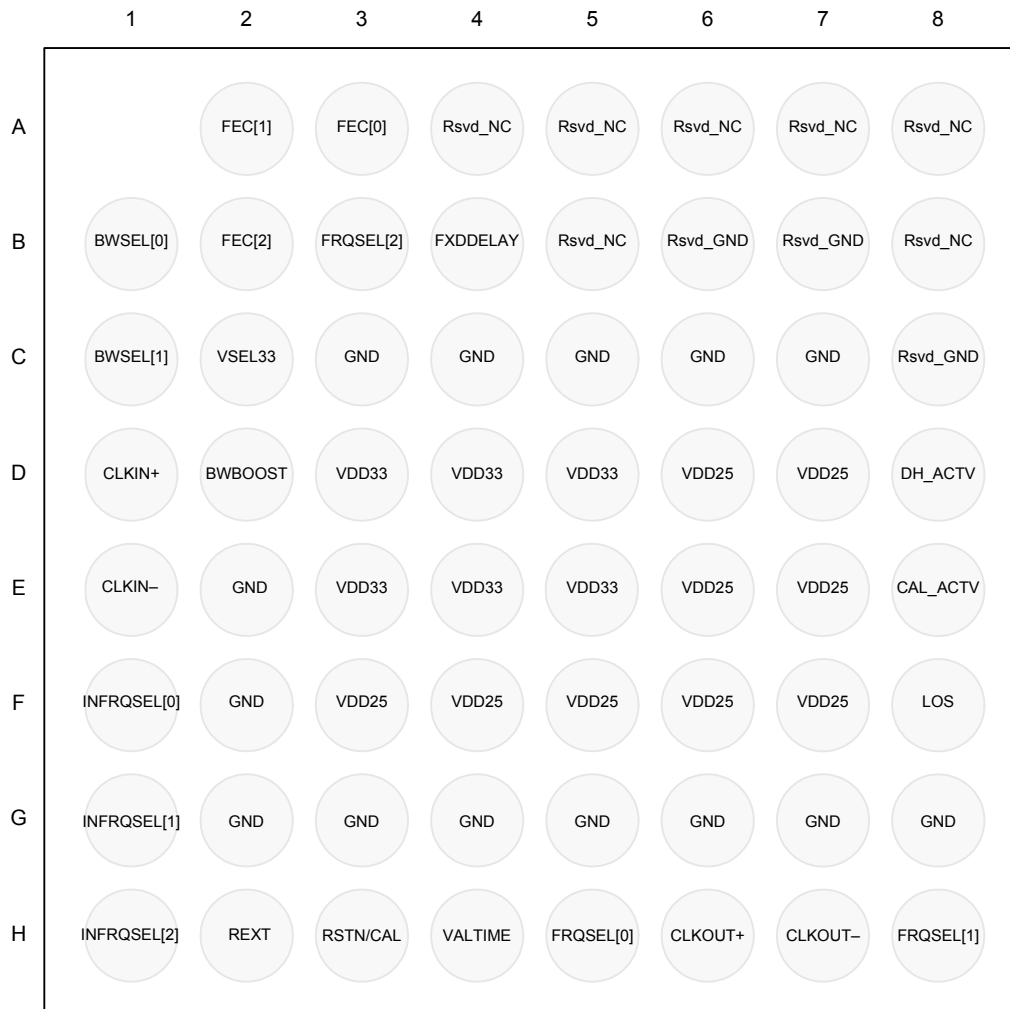 1 2 3 4 5 6 7 8
A FEC[1] FEC[0] Rsvd_NC Rsvd_NC Rsvd_NC Rsvd_NC Rsvd_NC
B BWSEL[0] FEC[2] FRQSEL[2] FXDDELAY Rsvd_NC Rsvd_GND Rsvd_GND Rsvd_NC
C BWSEL[1] VSEL33 GND GND GND GND GND Rsvd_GND
D CLKIN+ BWBOOST VDD33 VDD33 VDD33 VDD25 VDD25 DH_ACTV
E CLKIN– GND VDD33 VDD33 VDD33 VDD25 VDD25 CAL_ACTV
F INFRQSEL[0] GND VDD25 VDD25 VDD25 VDD25 VDD25 LOS
G INFRQSEL[1] GND GND GND GND GND GND GND
H INFRQSEL[2] REXT RSTN/CAL VALTIME FRQSEL[0] CLKOUT+ CLKOUT– FRQSEL[1]